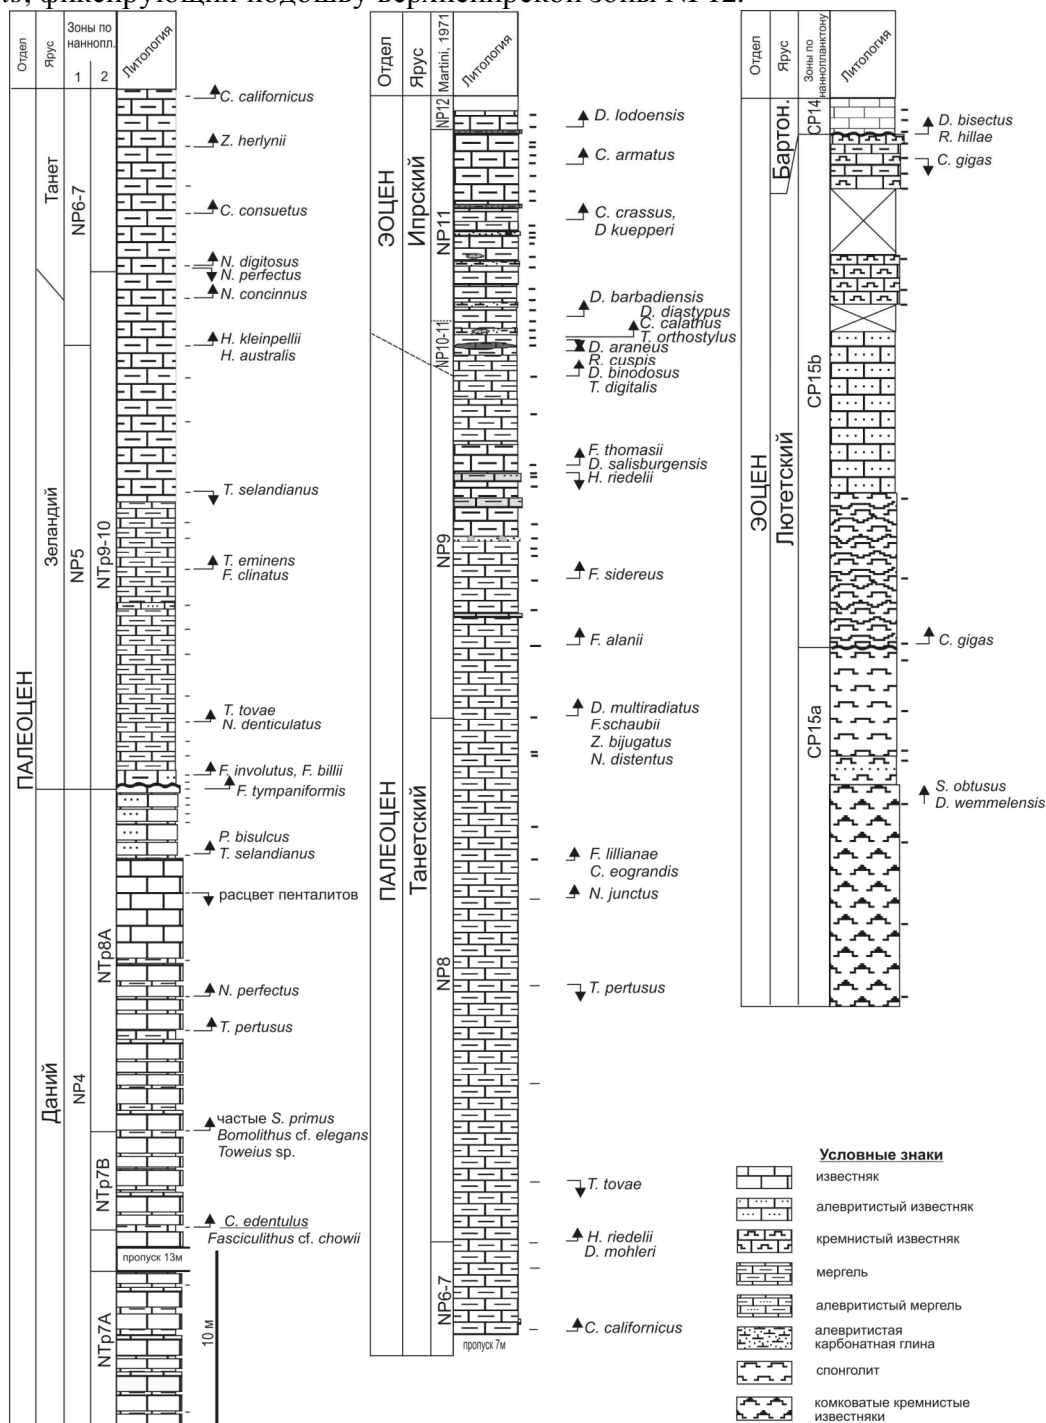 фиксирующий подошву верхнеипрской зоны NP12.
Отдел
Ярус
Зоны по
наннопл.
1
2
Литология
ПАЛЕОЦЕН
Танет
Зеландий
Даний
NP6-7
NP5
NP4
NTp9-10
NTp8A
NTp7B
NTp7A
C. californicus
Z. herlynii
C. consuetus
N. digitosus
N. perfectus
N. concinnus
H. kleinpellii
H. australis
T. selandianus
T. eminens
F. clinatus
T. tovae
N. denticulatus
F. involutus, F. billii
F. tympaniformis
P. bisulcus
T. selandianus
расцвет пенталитов
N. perfectus
T. pertusus
частые S. primus
Bomolithus cf. elegans
Toweius sp.
C. edentulus
Fasciculithus cf. chowii
пропуск 13м
10 м
Отдел
Ярус
Martini, 1971
Литология
ЭОЦЕН
Ипрский
ПАЛЕОЦЕН
Танетский
NP12
NP11
NP10-11
NP9
NP8
NP6-7
D. lodoensis
C. armatus
C. crassus,
D kuepperi
D. barbadiensis
D. diastypus
C. calathus
T. orthostylus
D. araneus
R. cuspis
D. binodosus
T. digitalis
F. thomasii
D. salisburgensis
H. riedelii
F. sidereus
F. alanii
D. multiradiatus
F.schaubii
Z. bijugatus
N. distentus
F. lillianae
C. eograndis
N. junctus
T. pertusus
T. tovae
H. riedelii
D. mohleri
C. californicus
пропуск 7м
Отдел
Ярус
Зоны по
наннопланктону
Литология
ЭОЦЕН
Бартон.
Лютетский
CP14
CP15b
CP15a
D. bisectus
R. hillae
C. gigas
C. gigas
S. obtusus
D. wemmelensis
Условные знаки
известняк
алевритистый известняк
кремнистый известняк
мергель
алевритистый мергель
алевритистая
карбонатная глина
спонголит
комковатые кремнистые
известняки